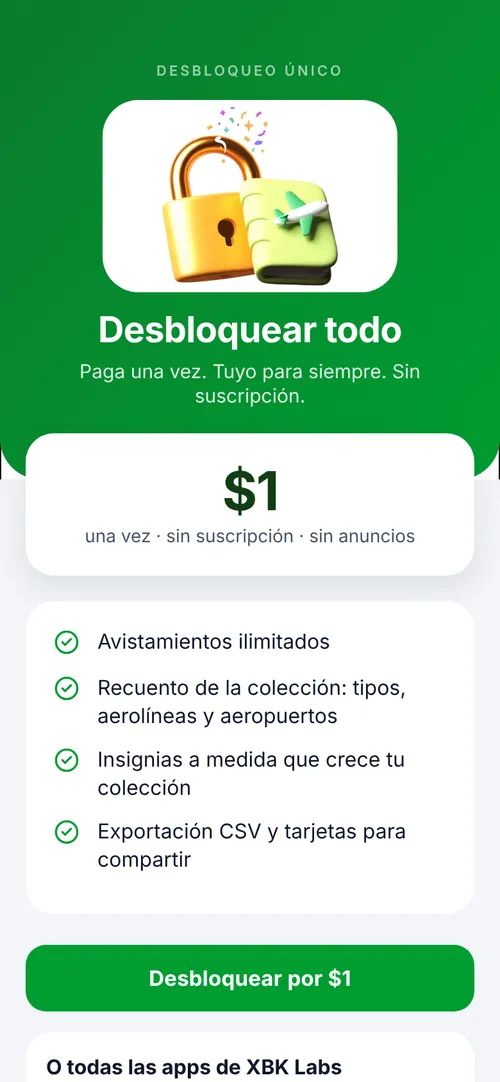 DESBLOQUEO ÚNICO
Desbloquear todo
Paga una vez. Tuyo para siempre. Sin
suscripción.
$1
una vez · sin suscripción · sin anuncios
Avistamientos ilimitados
Recuento de la colección: tipos,
aerolíneas y aeropuertos
Insignias a medida que crece tu
colección
Exportación CSV y tarjetas para
compartir
Desbloquear por $1
O todas las apps de XBK Labs